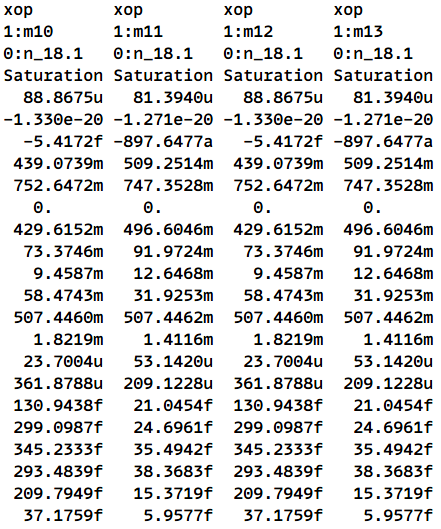 xop xop xop xop
1:m10 1:m11 1:m12 1:m13
0:n_18.1 0:n_18.1 0:n_18.1 0:n_18.1
Saturation Saturation Saturation Saturation
88.8675u 81.3940u 88.8675u 81.3940u
-1.330e-20 -1.271e-20 -1.330e-20 -1.271e-20
-5.4172f -897.6477a -5.4172f -897.6477a
439.0739m 509.2514m 439.0739m 509.2514m
752.6472m 747.3528m 752.6472m 747.3528m
0. 0. 0. 0.
429.6152m 496.6046m 429.6152m 496.6046m
73.3746m 91.9724m 73.3746m 91.9724m
9.4587m 12.6468m 9.4587m 12.6468m
58.4743m 31.9253m 58.4743m 31.9253m
507.4460m 507.4462m 507.4460m 507.4462m
1.8219m 1.4116m 1.8219m 1.4116m
23.7004u 53.1420u 23.7004u 53.1420u
361.8788u 209.1228u 361.8788u 209.1228u
130.9438f 21.0454f 130.9438f 21.0454f
299.0987f 24.6961f 299.0987f 24.6961f
345.2333f 35.4942f 345.2333f 35.4942f
293.4839f 38.3683f 293.4839f 38.3683f
209.7949f 15.3719f 209.7949f 15.3719f
37.1759f 5.9577f 37.1759f 5.9577f